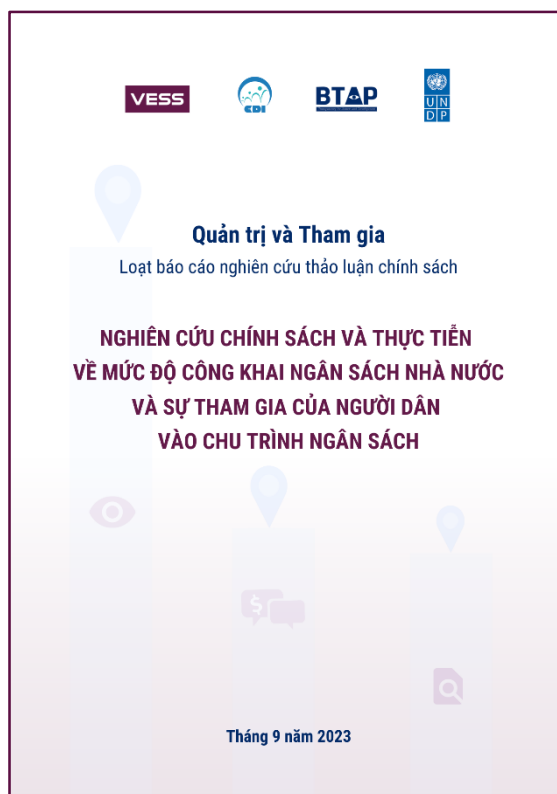 VESS
CDI
BTAP
UN
DP
Quản trị và Tham gia
Loạt báo cáo nghiên cứu thảo luận chính sách
NGHIÊN CỨU CHÍNH SÁCH VÀ THỰC TIỄN
VỀ MỨC ĐỘ CÔNG KHAI NGÂN SÁCH NHÀ NƯỚC
VÀ SỰ THAM GIA CỦA NGƯỜI DÂN
VÀO CHU TRÌNH NGÂN SÁCH
$
Tháng 9 năm 2023